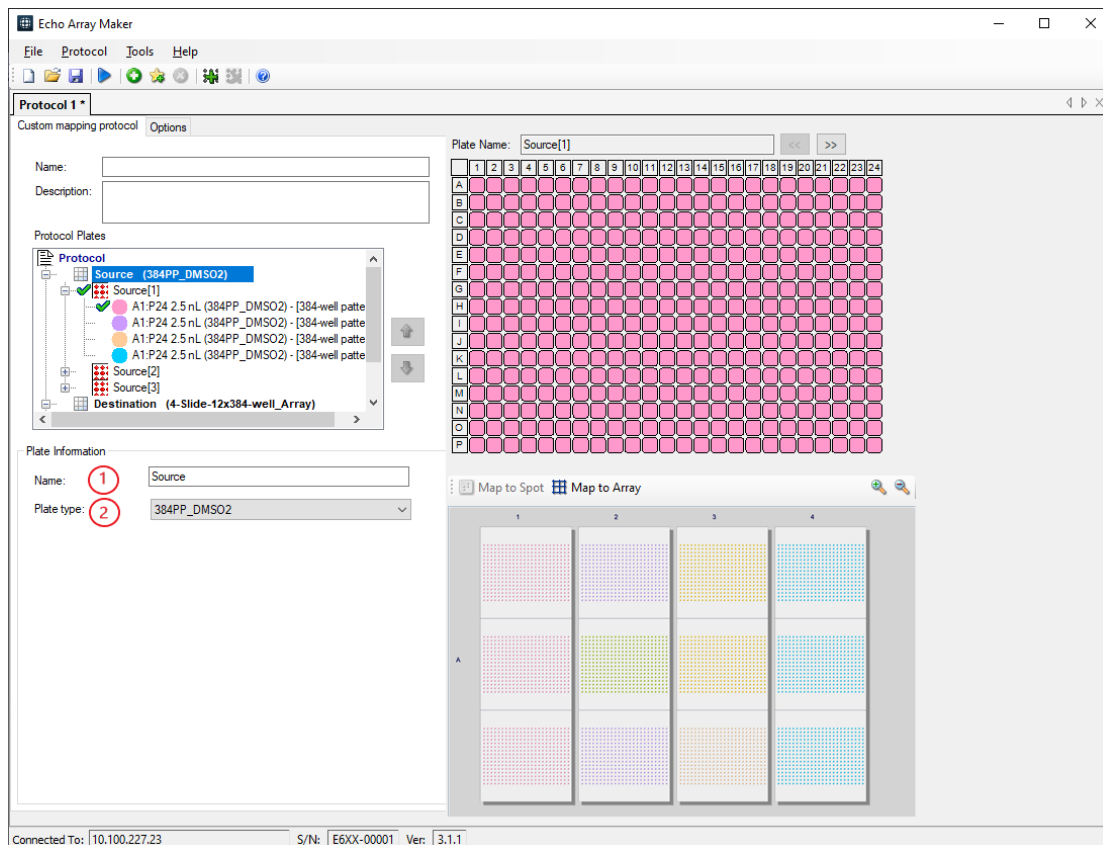 Echo Array Maker
File Protocol Tools Help
Protocol 1 *
Custom mapping protocol Options
Name:
Description:
Protocol Plates
Protocol
Source (384PP_DMSO2)
Source[1]
A1:P24 2.5 nL (384PP_DMSO2) - [384-well patte
A1:P24 2.5 nL (384PP_DMSO2) - [384-well patte
A1:P24 2.5 nL (384PP_DMSO2) - [384-well patte
A1:P24 2.5 nL (384PP_DMSO2) - [384-well patte
Source[2]
Source[3]
Destination (4-Slide-12x384-well_Array)
Plate Information
Name: 1 Source
Plate type: 2 384PP_DMSO2
Plate Name: Source[1] << >>
1 2 3 4 5 6 7 8 9 10 11 12 13 14 15 16 17 18 19 20 21 22 23 24
A
B
C
D
E
F
G
H
I
J
K
L
M
N
O
P
Map to Spot Map to Array
1 2 3 4
A
Connected To: 10.100.227.23 S/N: E6XX-00001 Ver: 3.1.1